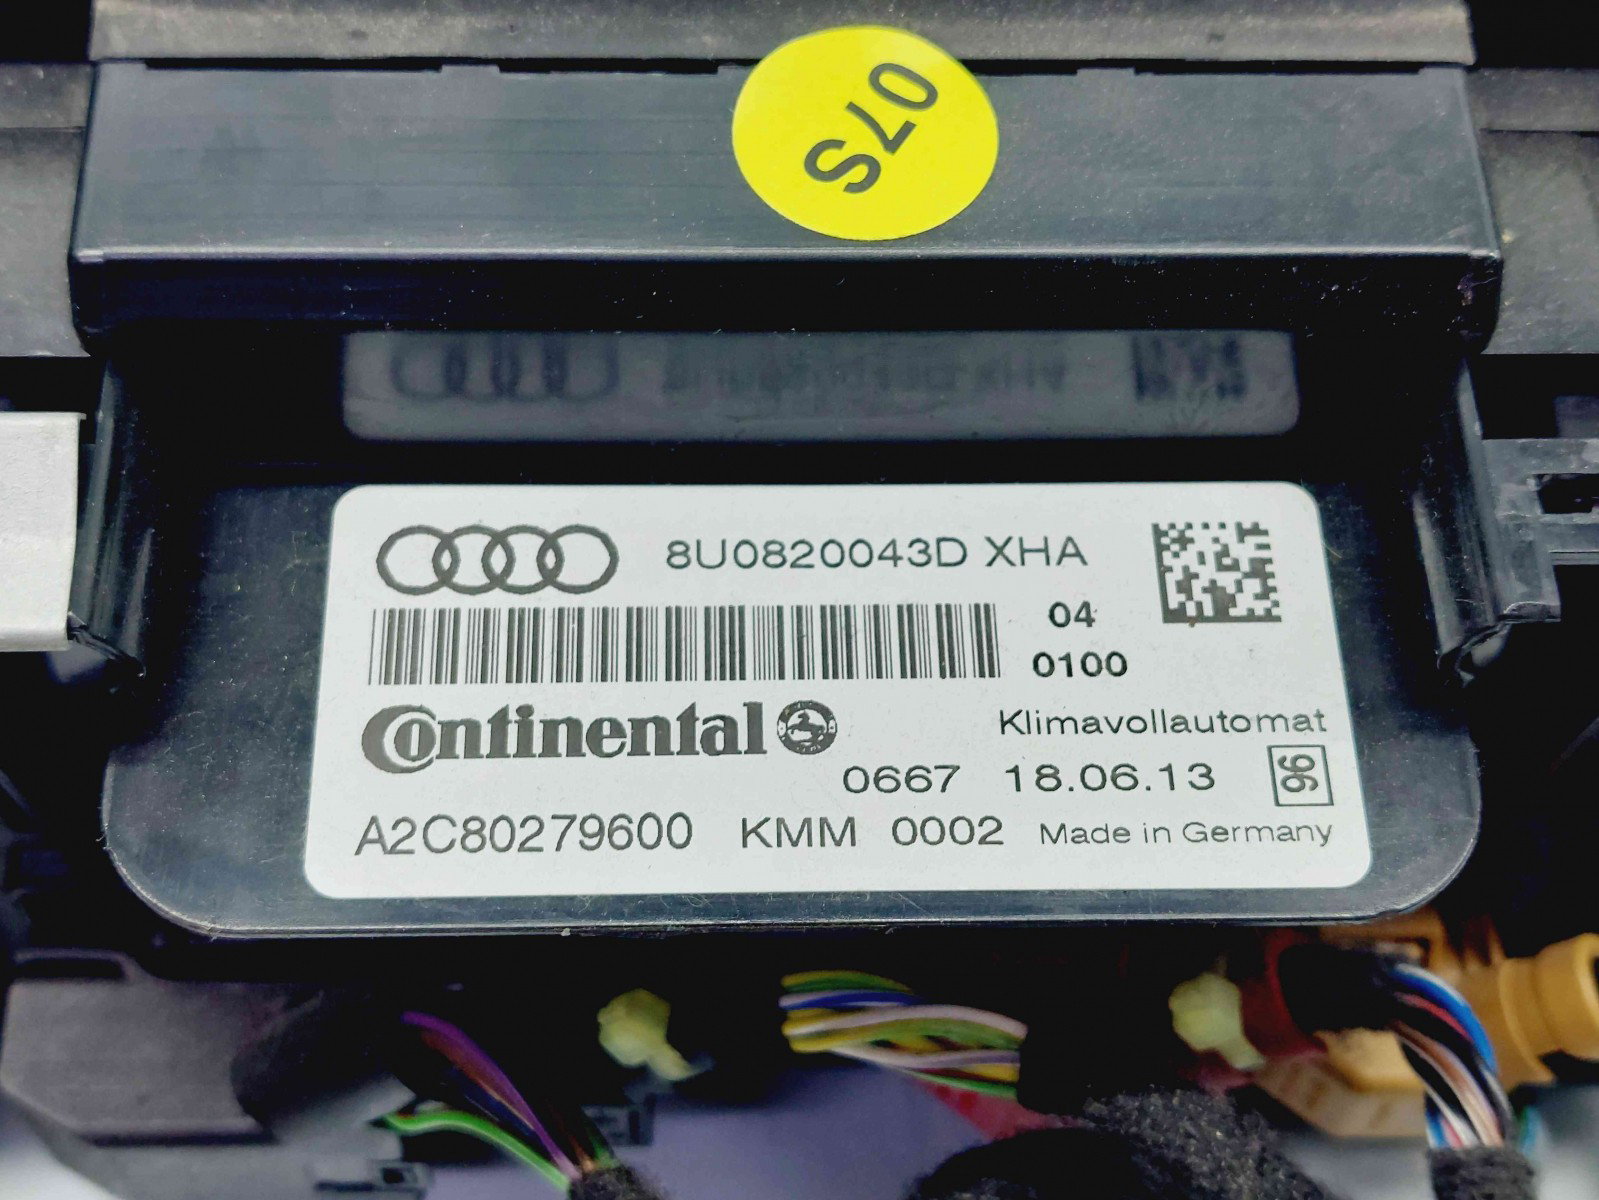 07S
8U0820043D XHA
04
0100
Continental
Klimavollautomat
0667 18.06.13 96
A2C80279600 KMM 0002 Made in Germany